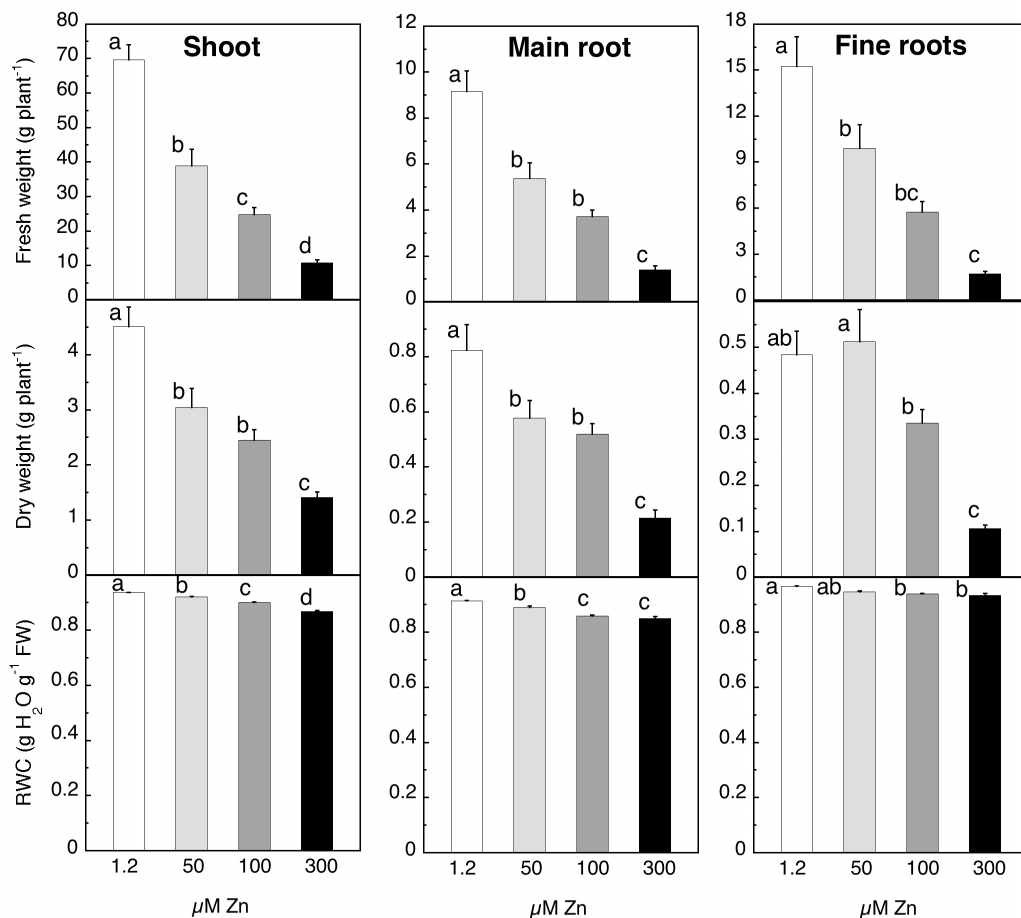 Shoot
Main root
Fine roots
Fresh weight (g plant⁻¹)
80
70
60
50
40
30
20
10
0
a
b
c
d
12
10
8
6
4
2
0
a
b
b
c
18
15
12
9
6
3
0
a
b
bc
c
Dry weight (g plant⁻¹)
4
3
2
1
0
a
b
b
c
0.8
0.6
0.4
0.2
0
a
b
b
c
0.5
0.4
0.3
0.2
0.1
0
ab
a
b
c
RWC (g H₂O g⁻¹ FW)
0.8
0.6
0.4
0.2
0
a
b
c
d
0.8
0.6
0.4
0.2
0
a
b
c
c
0.8
0.6
0.4
0.2
0
a
ab
b
b
1.2 50 100 300
1.2 50 100 300
1.2 50 100 300
µM Zn
µM Zn
µM Zn